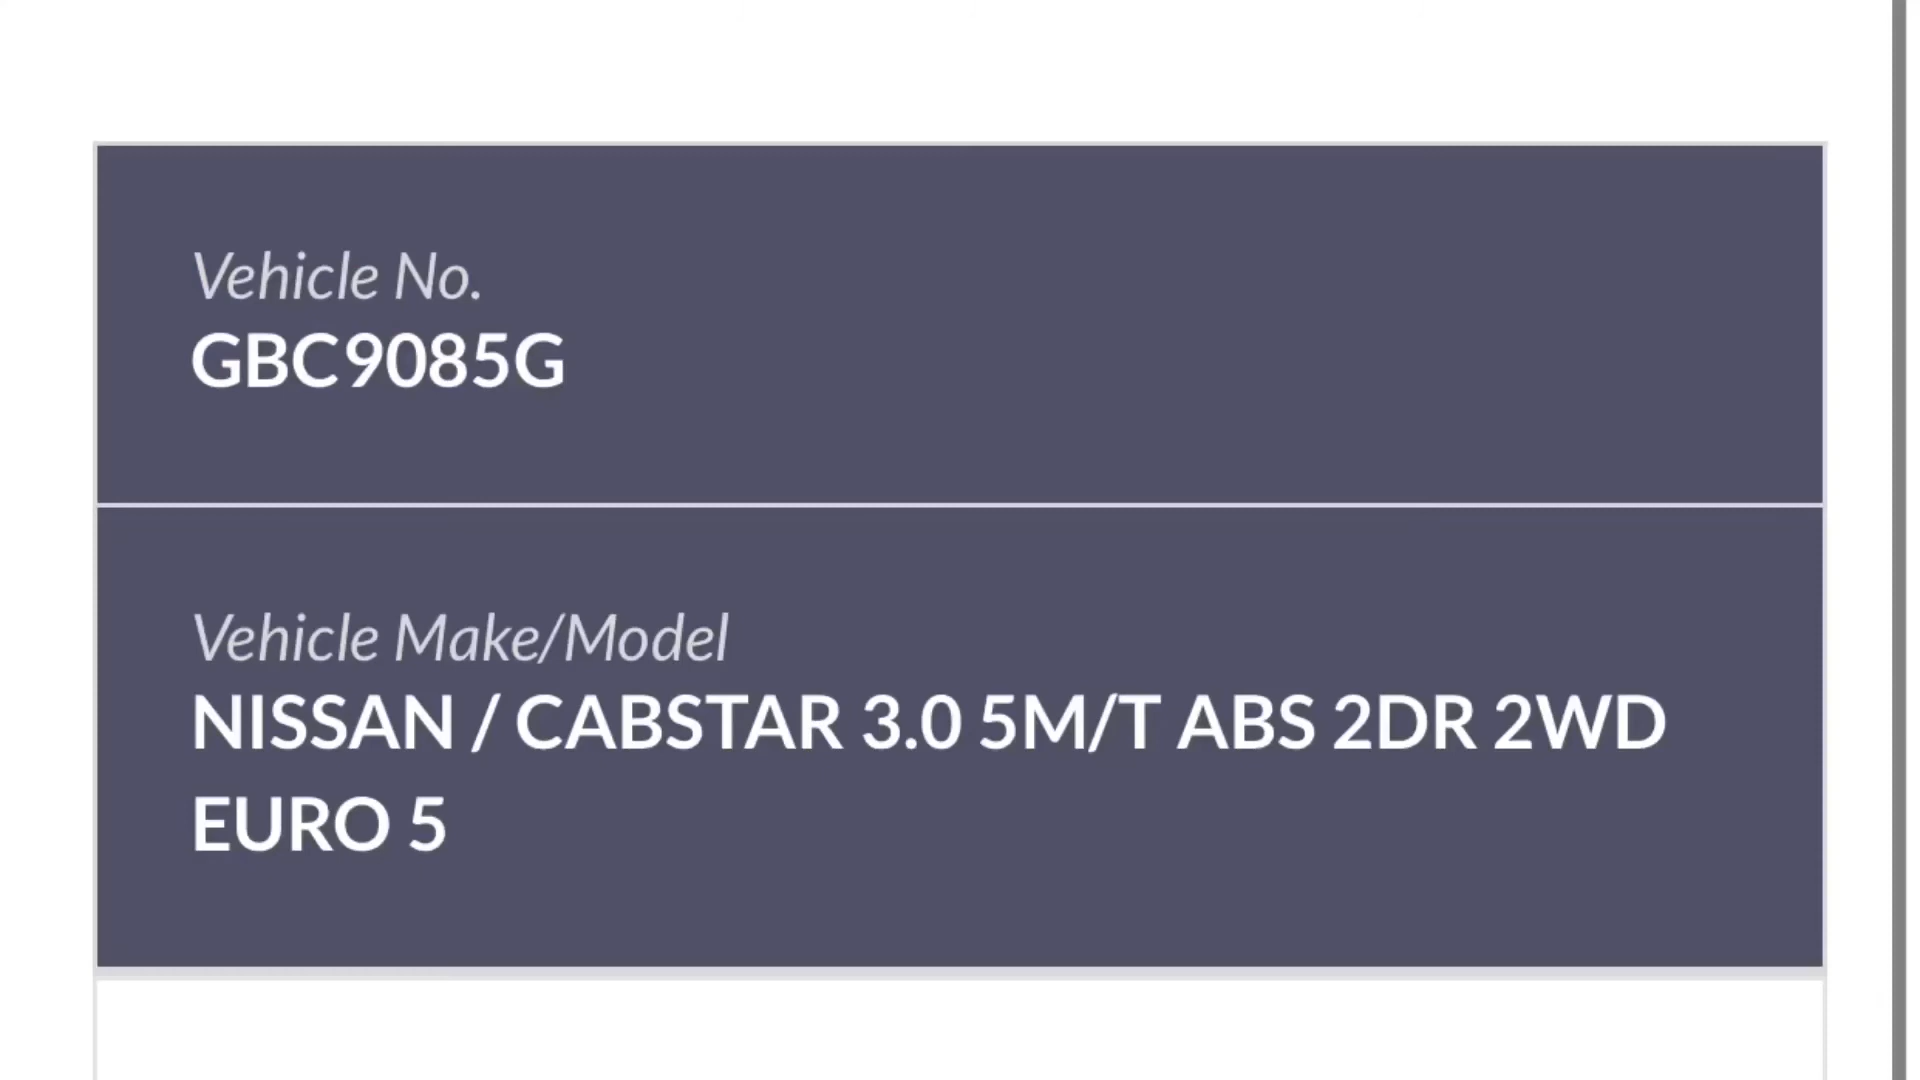 Vehicle No.
GBC9085G
Vehicle Make/Model
NISSAN / CABSTAR 3.0 5M/T ABS 2DR 2WD
EURO 5